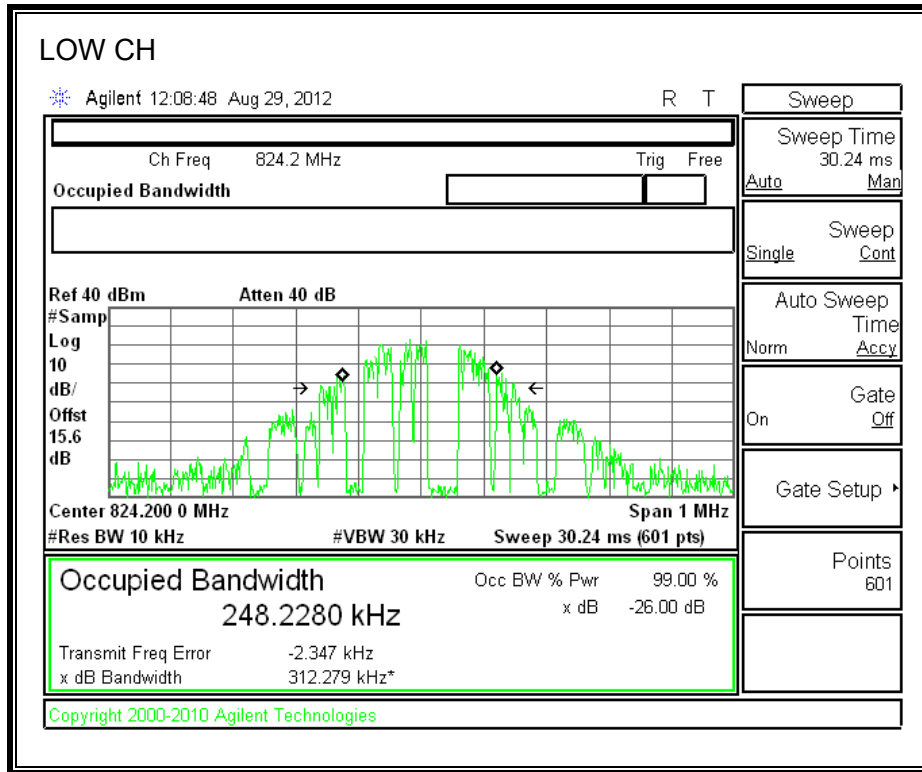 LOW CH
Agilent 12:08:48 Aug 29, 2012 R T
Ch Freq 824.2 MHz Trig Free
Occupied Bandwidth
Ref 40 dBm Atten 40 dB
#Samp
Log
10
dB/
Offst
15.6
dB
Center 824.200 0 MHz Span 1 MHz
#Res BW 10 kHz #VBW 30 kHz Sweep 30.24 ms (601 pts)
Occupied Bandwidth Occ BW % Pwr 99.00 %
248.2280 kHz x dB -26.00 dB
Transmit Freq Error -2.347 kHz
x dB Bandwidth 312.279 kHz*
Copyright 2000-2010 Agilent Technologies
Sweep
Sweep Time
30.24 ms
Auto Man
Sweep
Single Cont
Auto Sweep
Time
Norm Accy
Gate
On Off
Gate Setup
Points
601